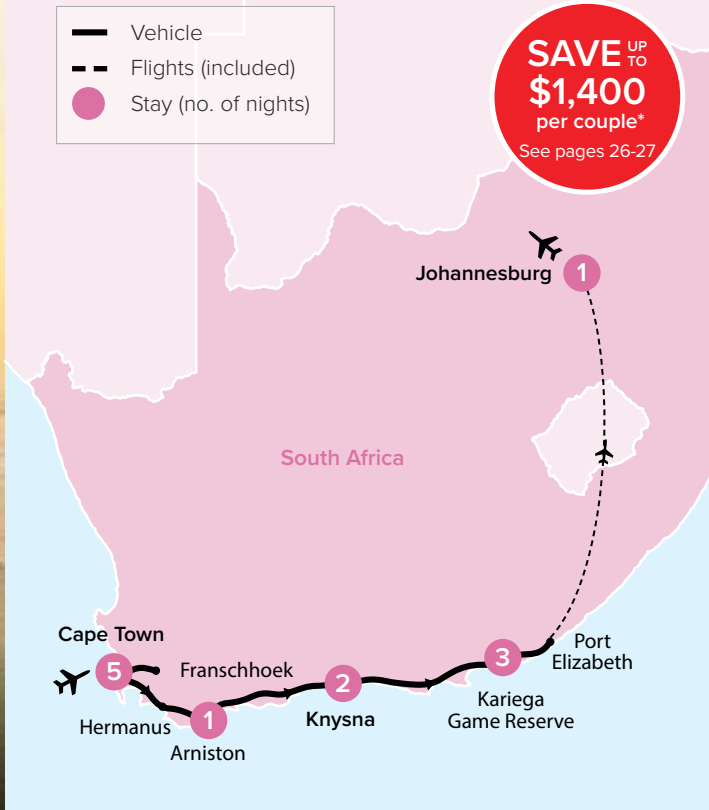 Vehicle
Flights (included)
Stay (no. of nights)
SAVE UP TO
$1,400
per couple*
See pages 26-27
Johannesburg
1
South Africa
Cape Town
5
Franschhoek
Hermanus
1
Arniston
2
Knysna
3
Kariega
Game Reserve
Port
Elizabeth